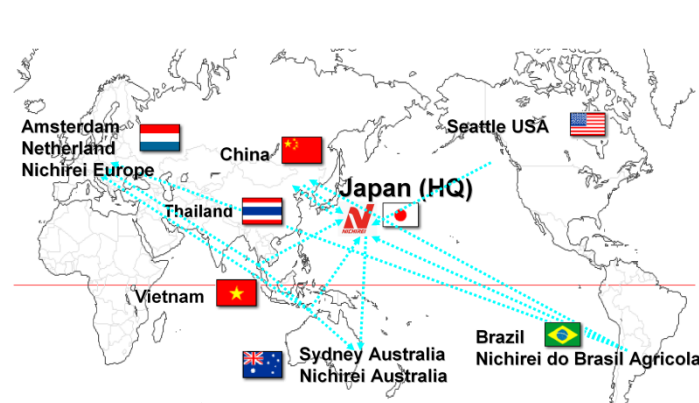 Amsterdam
Netherland
Nichirei Europe
China
Seattle USA
Japan (HQ)
Thailand
NICHIREI
Vietnam
Sydney Australia
Nichirei Australia
Brazil
Nichirei do Brasil Agricola